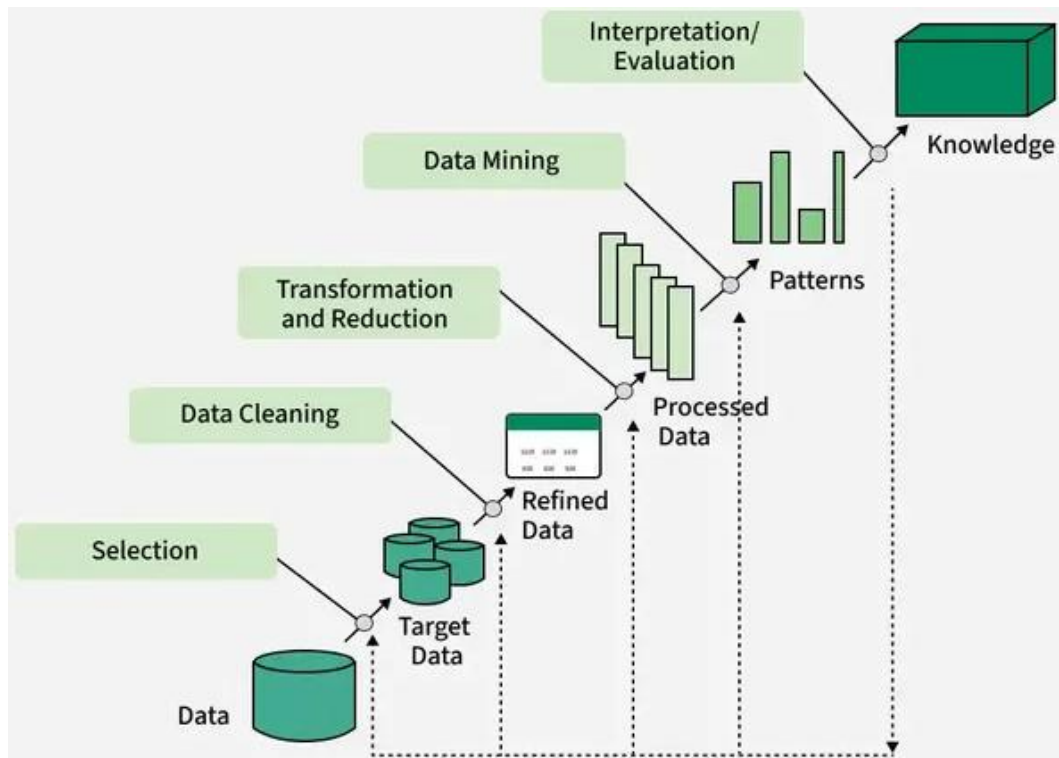 Interpretation/
Evaluation
Knowledge
Data Mining
Patterns
Transformation
and Reduction
Processed
Data
Data Cleaning
Refined
Data
Selection
Target
Data
Data